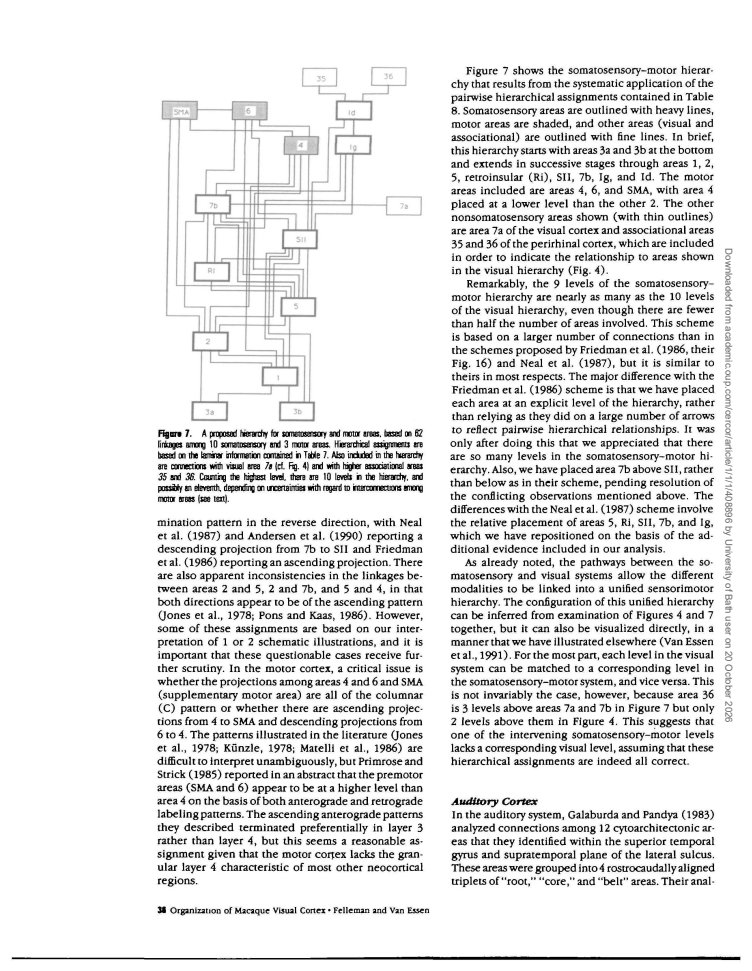 35
36
SMA
6
Id
4
Ig
7b
7a
SII
RI
5
2
1
3a
3b
Figure 7. A proposed hierarchy for somatosensory and motor areas, based on 62
linkages among 10 somatosensory and 3 motor areas. Hierarchical assignments are
based on the laminar information contained in Table 7. Also included in the hierarchy
are connections with visual area 7a (cf. Fig. 4) and with higher associational areas
35 and 36. Counting the highest level, there are 10 levels in the hierarchy, and
possibly an eleventh, depending on uncertainties with regard to interconnections among
motor areas (see text).
mination pattern in the reverse direction, with Neal
et al. (1987) and Andersen et al. (1990) reporting a
descending projection from 7b to SII and Friedman
et al. (1986) reporting an ascending projection. There
are also apparent inconsistencies in the linkages be-
tween areas 2 and 5, 2 and 7b, and 5 and 4, in that
both directions appear to be of the ascending pattern
(Jones et al., 1978; Pons and Kaas, 1986). However,
some of these assignments are based on our inter-
pretation of 1 or 2 schematic illustrations, and it is
important that these questionable cases receive fur-
ther scrutiny. In the motor cortex, a critical issue is
whether the projections among areas 4 and 6 and SMA
(supplementary motor area) are all of the columnar
(C) pattern or whether there are ascending projec-
tions from 4 to SMA and descending projections from
6 to 4. The patterns illustrated in the literature (Jones
et al., 1978; Künzle, 1978; Matelli et al., 1986) are
difficult to interpret unambiguously, but Primrose and
Strick (1985) reported in an abstract that the premotor
areas (SMA and 6) appear to be at a higher level than
area 4 on the basis of both anterograde and retrograde
labeling patterns. The ascending anterograde patterns
they described terminated preferentially in layer 3
rather than layer 4, but this seems a reasonable as-
signment given that the motor cortex lacks the gran-
ular layer 4 characteristic of most other neocortical
regions.
Figure 7 shows the somatosensory–motor hierar-
chy that results from the systematic application of the
pairwise hierarchical assignments contained in Table
8. Somatosensory areas are outlined with heavy lines,
motor areas are shaded, and other areas (visual and
associational) are outlined with fine lines. In brief,
this hierarchy starts with areas 3a and 3b at the bottom
and extends in successive stages through areas 1, 2,
5, retroinsular (Ri), SII, 7b, Ig, and Id. The motor
areas included are areas 4, 6, and SMA, with area 4
placed at a lower level than the other 2. The other
nonsomatosensory areas shown (with thin outlines)
are area 7a of the visual cortex and associational areas
35 and 36 of the perirhinal cortex, which are included
in order to indicate the relationship to areas shown
in the visual hierarchy (Fig. 4).
Remarkably, the 9 levels of the somatosensory–
motor hierarchy are nearly as many as the 10 levels
of the visual hierarchy, even though there are fewer
than half the number of areas involved. This scheme
is based on a larger number of connections than in
the schemes proposed by Friedman et al. (1986, their
Fig. 16) and Neal et al. (1987), but it is similar to
theirs in most respects. The major difference with the
Friedman et al. (1986) scheme is that we have placed
each area at an explicit level of the hierarchy, rather
than relying as they did on a large number of arrows
to reflect pairwise hierarchical relationships. It was
only after doing this that we appreciated that there
are so many levels in the somatosensory–motor hi-
erarchy. Also, we have placed area 7b above SII, rather
than below as in their scheme, pending resolution of
the conflicting observations mentioned above. The
differences with the Neal et al. (1987) scheme involve
the relative placement of areas 5, Ri, SII, 7b, and Ig,
which we have repositioned on the basis of the ad-
ditional evidence included in our analysis.
As already noted, the pathways between the so-
matosensory and visual systems allow the different
modalities to be linked into a unified sensorimotor
hierarchy. The configuration of this unified hierarchy
can be inferred from examination of Figures 4 and 7
together, but it can also be visualized directly, in a
manner that we have illustrated elsewhere (Van Essen
et al., 1991). For the most part, each level in the visual
system can be matched to a corresponding level in
the somatosensory–motor system, and vice versa. This
is not invariably the case, however, because area 36
is 3 levels above areas 7a and 7b in Figure 7 but only
2 levels above them in Figure 4. This suggests that
one of the intervening somatosensory–motor levels
lacks a corresponding visual level, assuming that these
hierarchical assignments are indeed all correct.
Auditory Cortex
In the auditory system, Galaburda and Pandya (1983)
analyzed connections among 12 cytoarchitectonic ar-
eas that they identified within the superior temporal
gyrus and supratemporal plane of the lateral sulcus.
These areas were grouped into 4 rostrocaudally aligned
triplets of "root," "core," and "belt" areas. Their anal-
38 Organization of Macaque Visual Cortex • Felleman and Van Essen
Downloaded from academic.oup.com/cercor/article/1/1/1/408896 by University of Bath user on 20 October 2026